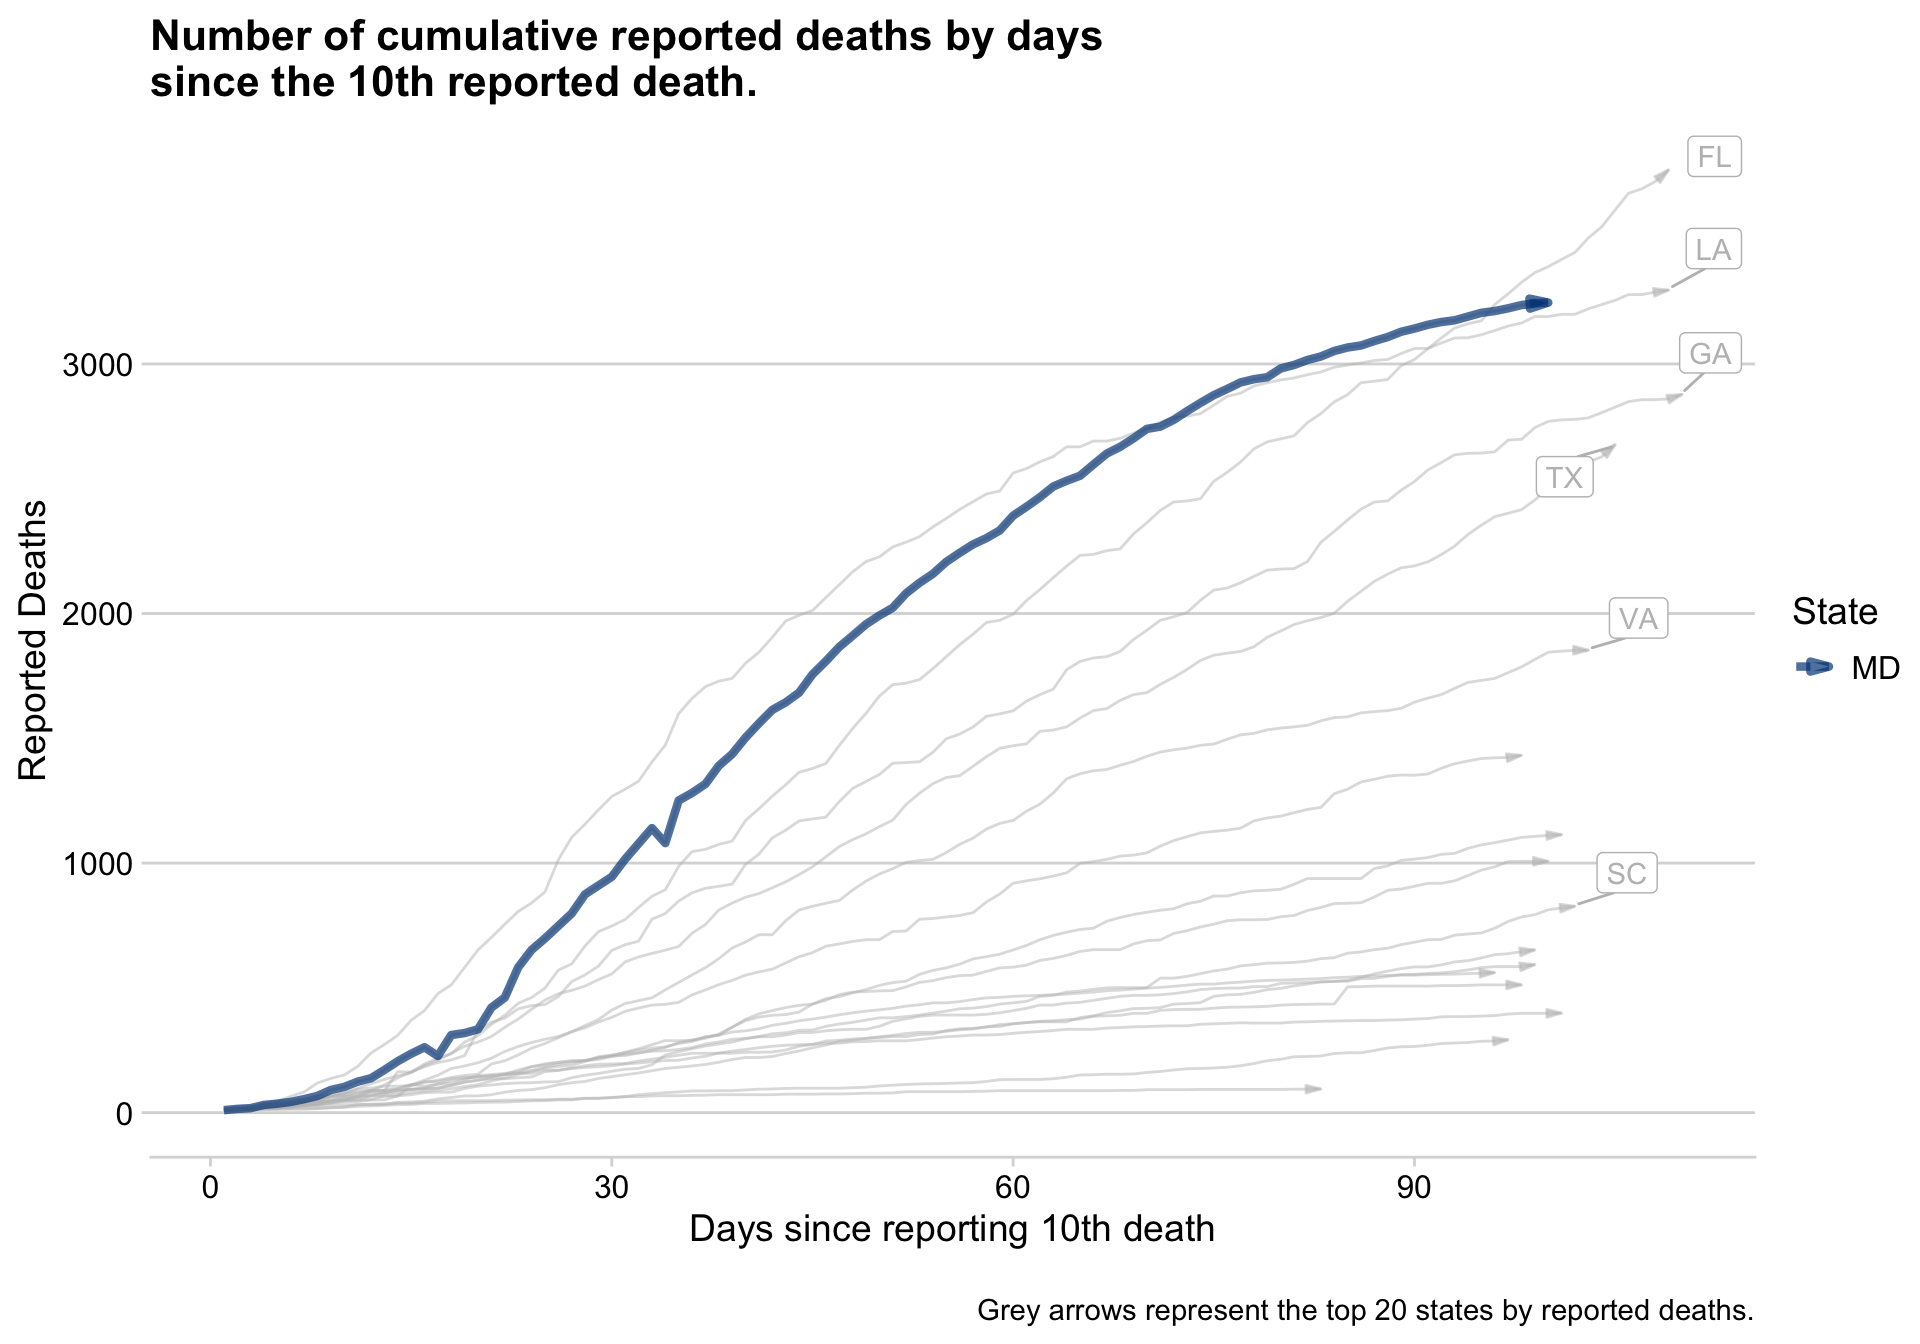 Number of cumulative reported deaths by days
since the 10th reported death.
FL
LA
GA
TX
VA
SC
Reported Deaths
3000
2000
1000
0
0
30
60
90
Days since reporting 10th death
State
MD
Grey arrows represent the top 20 states by reported deaths.